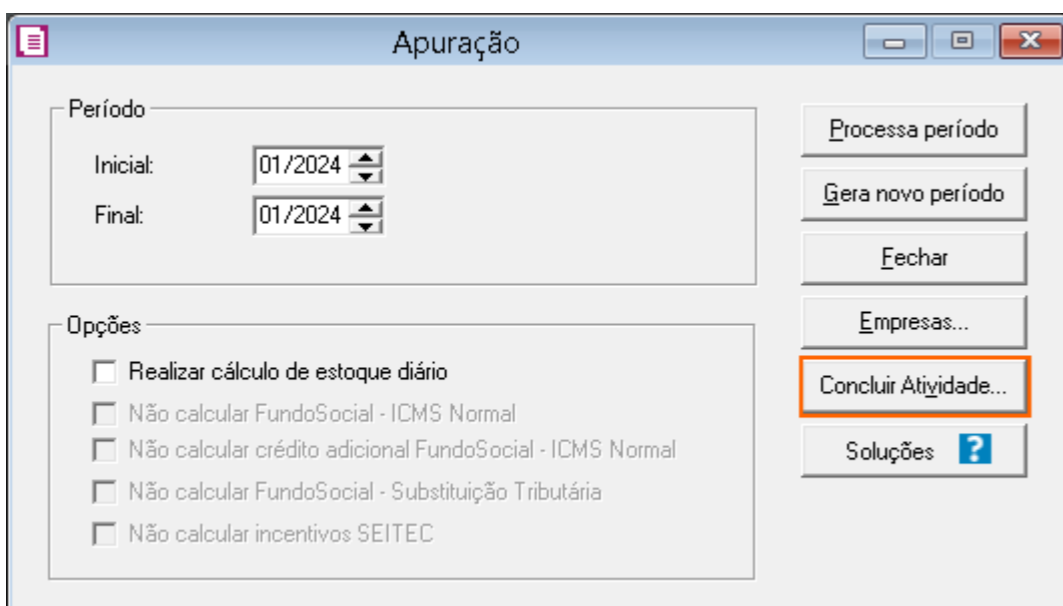 Apuração
Período
Inicial: 01/2024
Final: 01/2024
Processa período
Gera novo período
Fechar
Empresas...
Concluir Atividade...
Soluções ?
Opções
Realizar cálculo de estoque diário
Não calcular FundoSocial - ICMS Normal
Não calcular crédito adicional FundoSocial - ICMS Normal
Não calcular FundoSocial - Substituição Tributária
Não calcular incentivos SEITEC